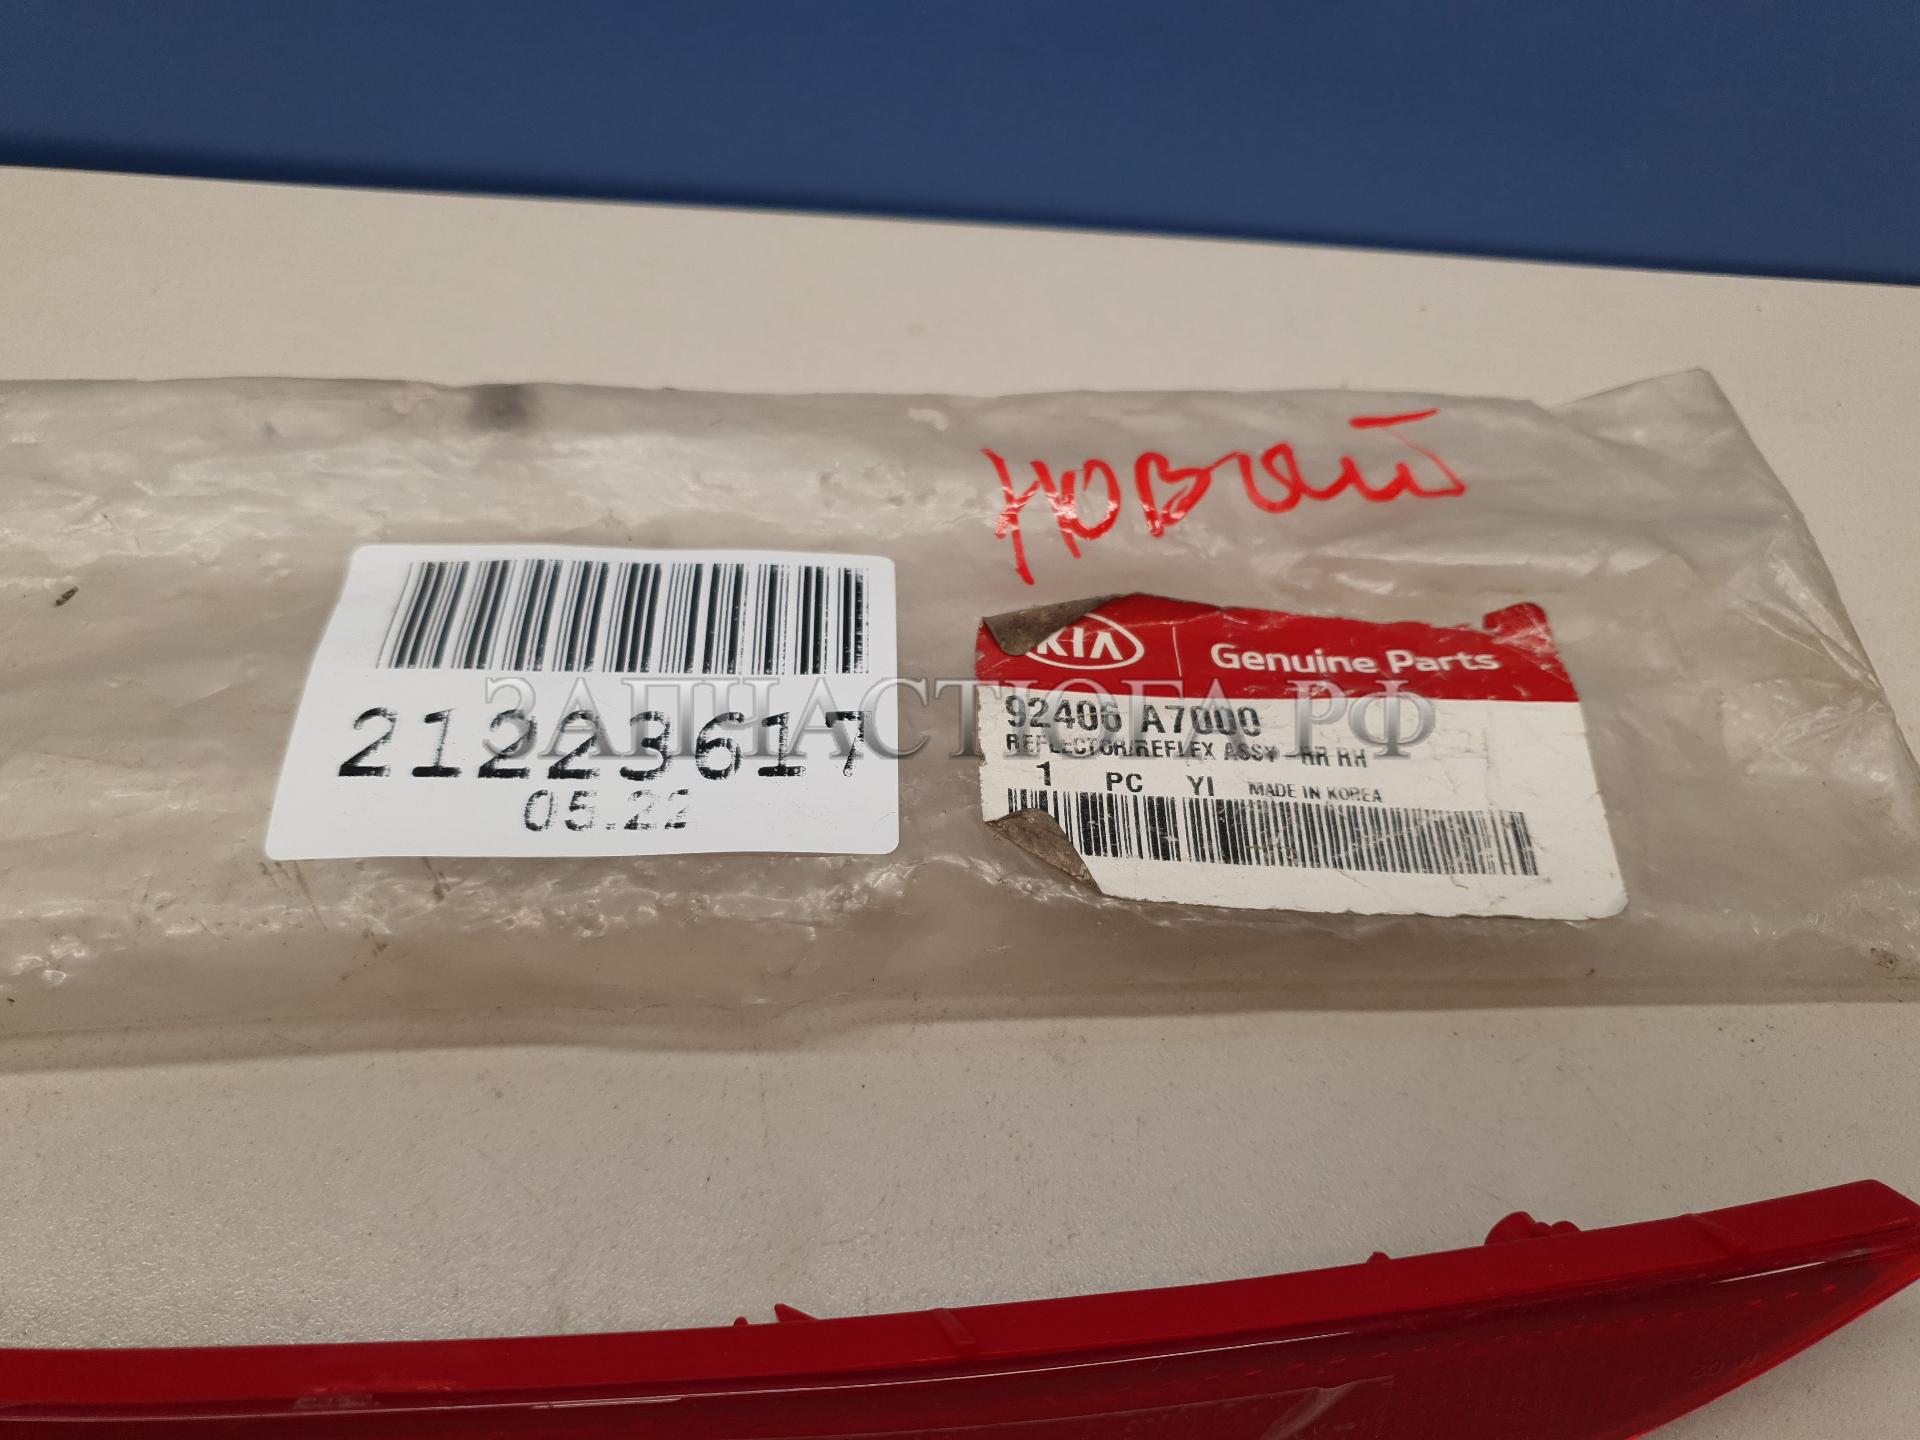 новый
21223617
05.22
KIA Genuine Parts
92406 A7000
REFLECTOR/REFLEX ASSY-RR RH
1 PC YI MADE IN KOREA
ЗАПЧАСТЮГА.РФ